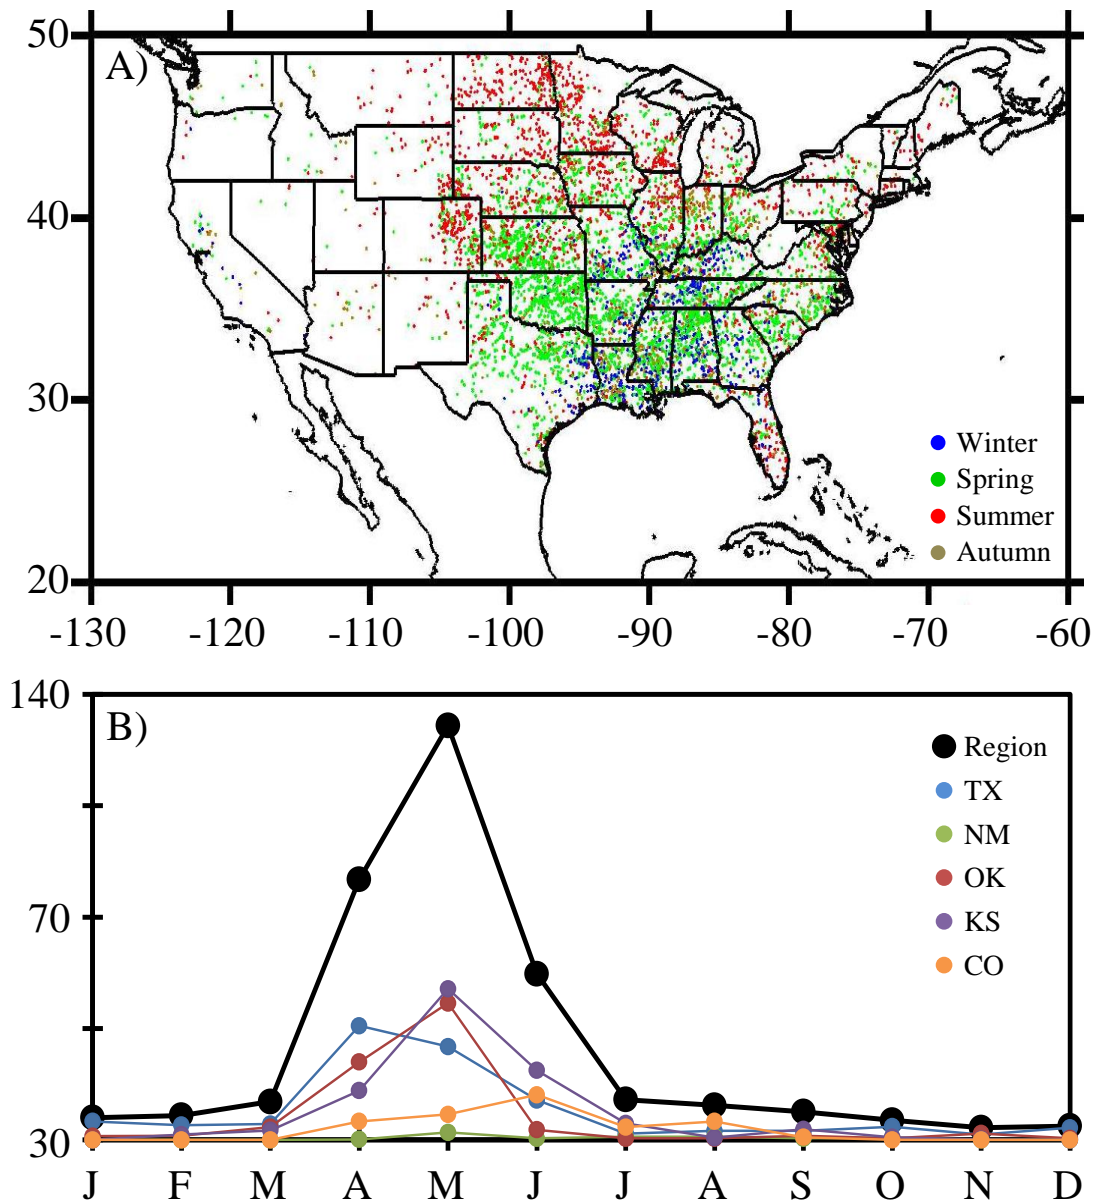 50
A)
40
30
20
Winter
Spring
Summer
Autumn
-130 -120 -110 -100 -90 -80 -70 -60
140
B)
70
30
Region
TX
NM
OK
KS
CO
J F M A M J J A S O N D